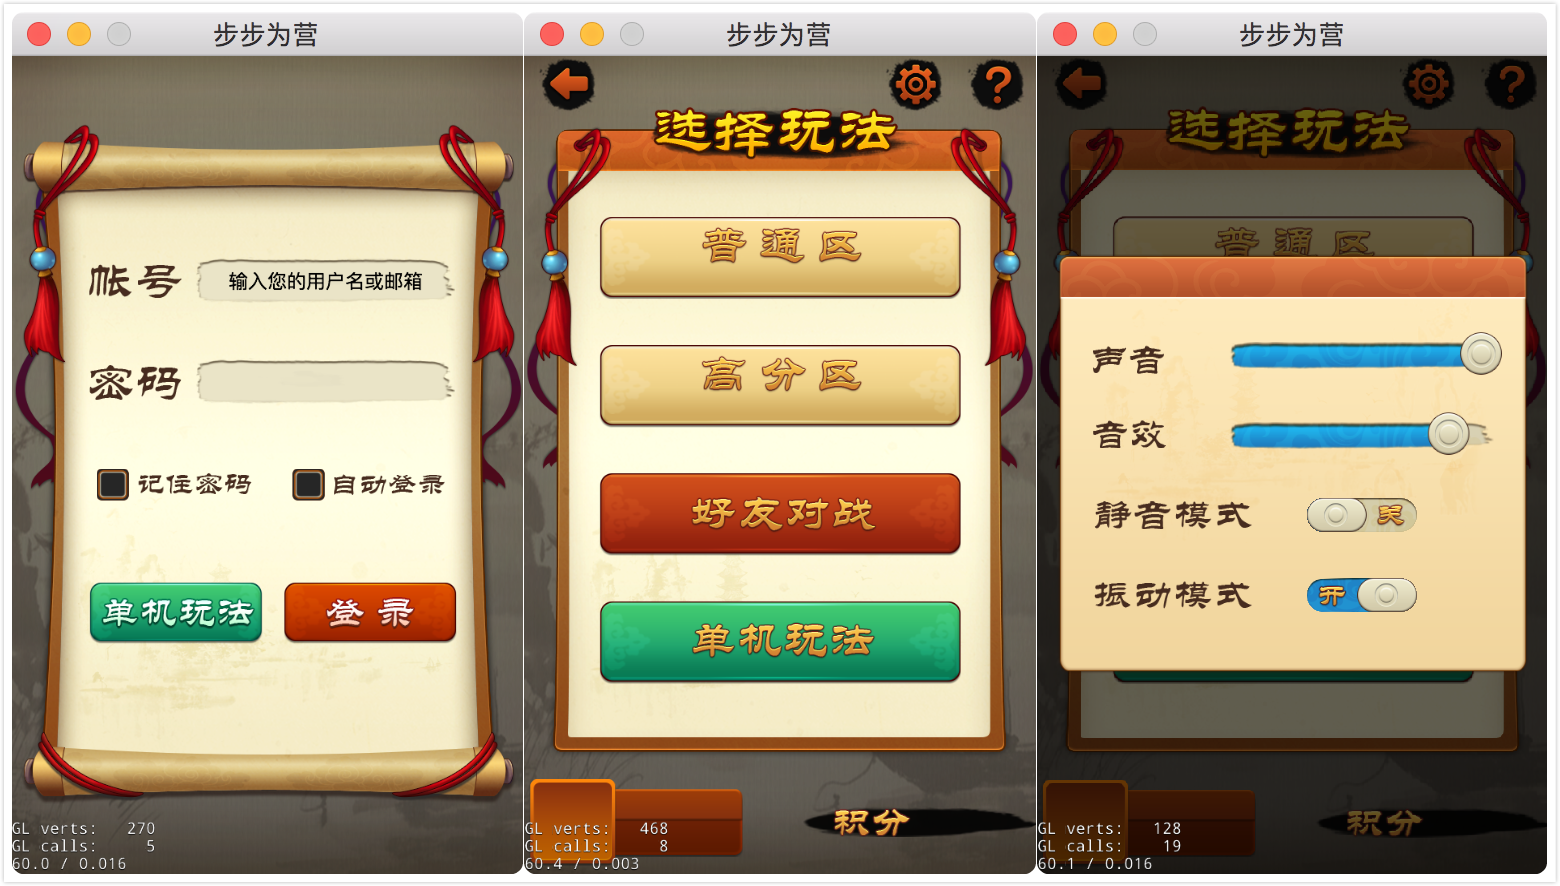 步步为营
帐号 输入您的用户名或邮箱
密码
记住密码 自动登录
单机玩法 登录
GL verts: 270
GL calls: 5
60.0 / 0.016
步步为营
选择玩法
普通区
高分区
好友对战
单机玩法
积分
GL verts: 468
GL calls: 8
60.4 / 0.003
步步为营
选择玩法
普通区
声音
音效
静音模式 关
振动模式 开
积分
GL verts: 128
GL calls: 19
60.1 / 0.016